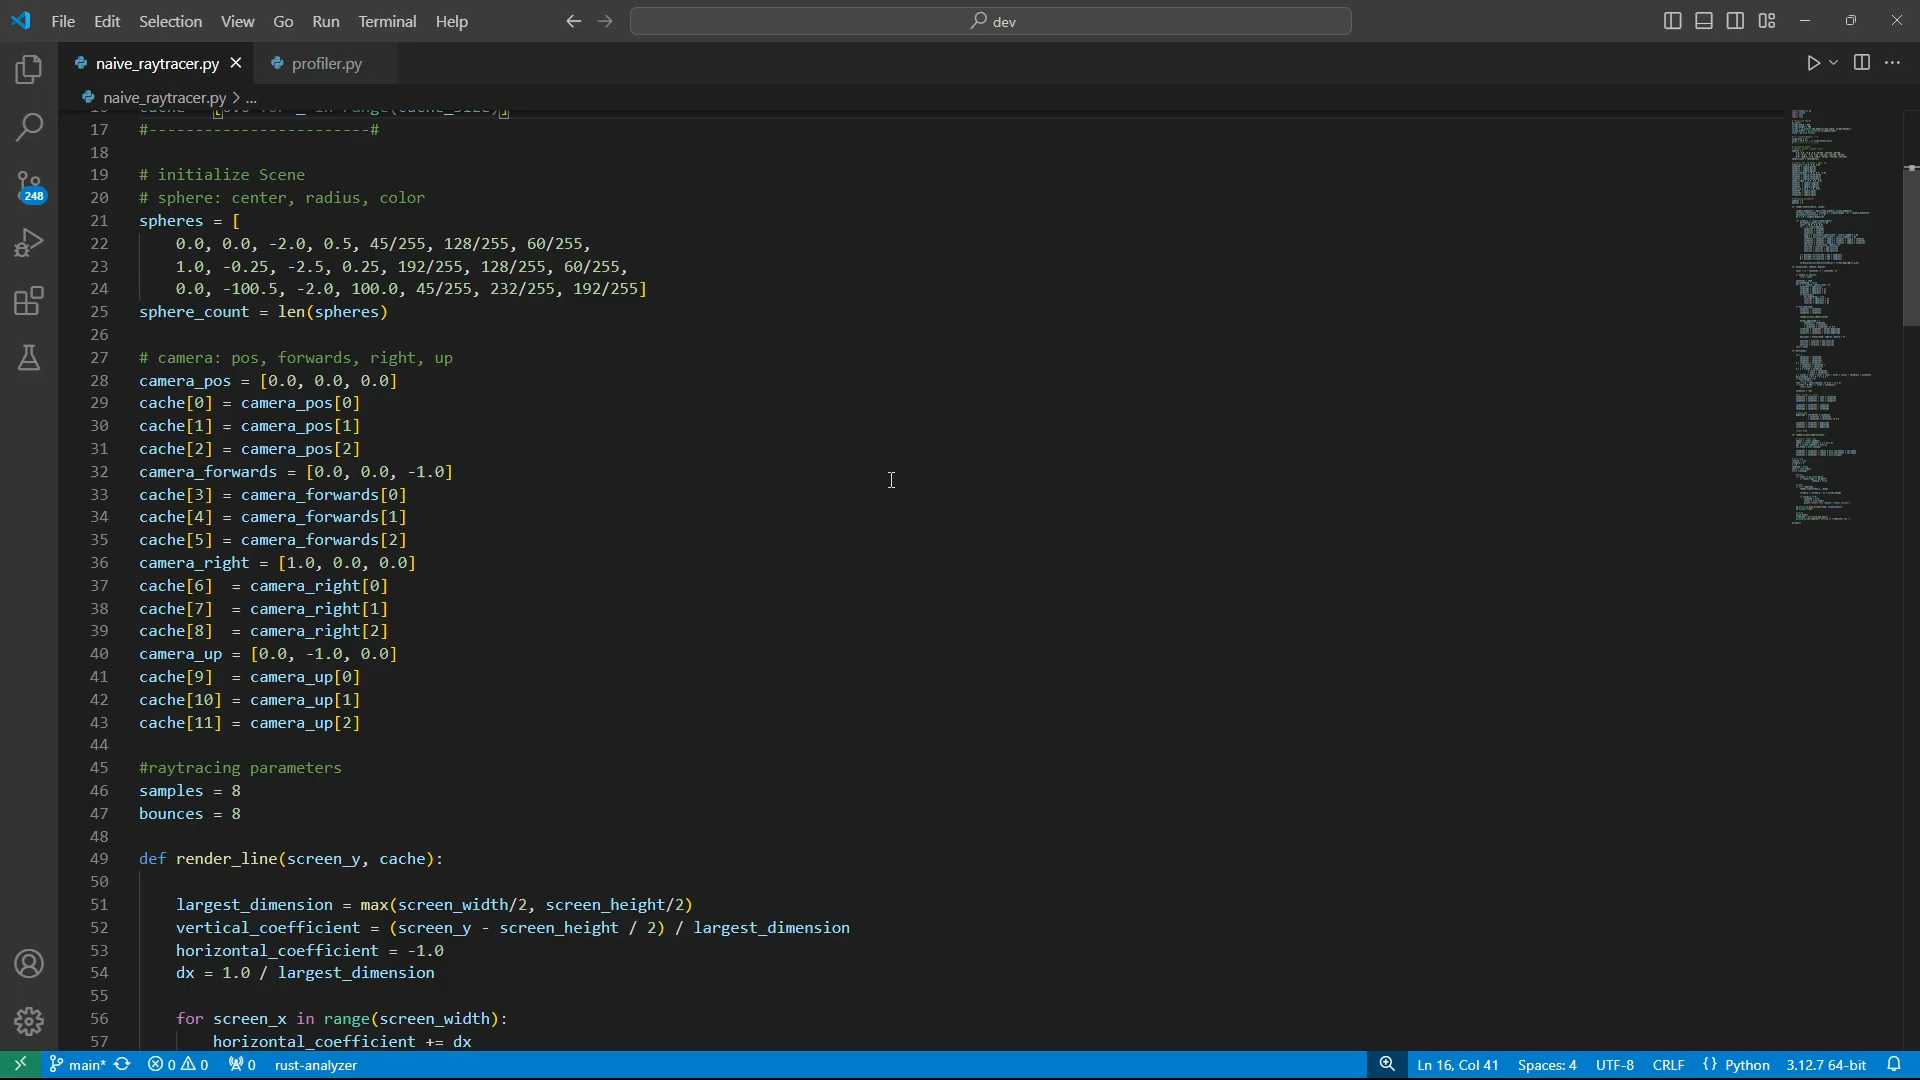 File Edit Selection View Go Run Terminal Help
dev
naive_raytracer.py
profiler.py
naive_raytracer.py > ...
17 #------------------------#
18
19 # initialize Scene
20 # sphere: center, radius, color
21 spheres = [
22 0.0, 0.0, -2.0, 0.5, 45/255, 128/255, 60/255,
23 1.0, -0.25, -2.5, 0.25, 192/255, 128/255, 60/255,
24 0.0, -100.5, -2.0, 100.0, 45/255, 232/255, 192/255]
25 sphere_count = len(spheres)
26
27 # camera: pos, forwards, right, up
28 camera_pos = [0.0, 0.0, 0.0]
29 cache[0] = camera_pos[0]
30 cache[1] = camera_pos[1]
31 cache[2] = camera_pos[2]
32 camera_forwards = [0.0, 0.0, -1.0]
33 cache[3] = camera_forwards[0]
34 cache[4] = camera_forwards[1]
35 cache[5] = camera_forwards[2]
36 camera_right = [1.0, 0.0, 0.0]
37 cache[6]  = camera_right[0]
38 cache[7]  = camera_right[1]
39 cache[8]  = camera_right[2]
40 camera_up = [0.0, -1.0, 0.0]
41 cache[9]  = camera_up[0]
42 cache[10] = camera_up[1]
43 cache[11] = camera_up[2]
44
45 #raytracing parameters
46 samples = 8
47 bounces = 8
48
49 def render_line(screen_y, cache):
50
51 largest_dimension = max(screen_width/2, screen_height/2)
52 vertical_coefficient = (screen_y - screen_height / 2) / largest_dimension
53 horizontal_coefficient = -1.0
54 dx = 1.0 / largest_dimension
55
56 for screen_x in range(screen_width):
57 horizontal_coefficient += dx
248
main* 0 0 0 rust-analyzer Ln 16, Col 41 Spaces: 4 UTF-8 CRLF {} Python 3.12.7 64-bit